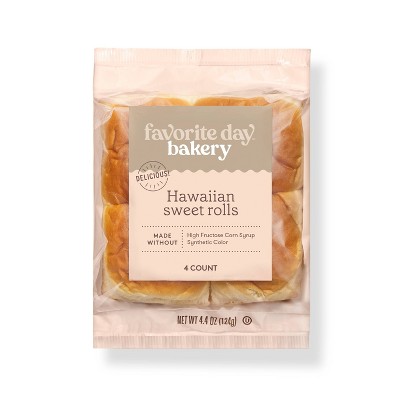 favorite day
bakery
DELICIOUS!
Hawaiian
sweet rolls
MADE
WITHOUT
High Fructose Corn Syrup
Synthetic Color
4 COUNT
NET WT 4.4 OZ (124g) U